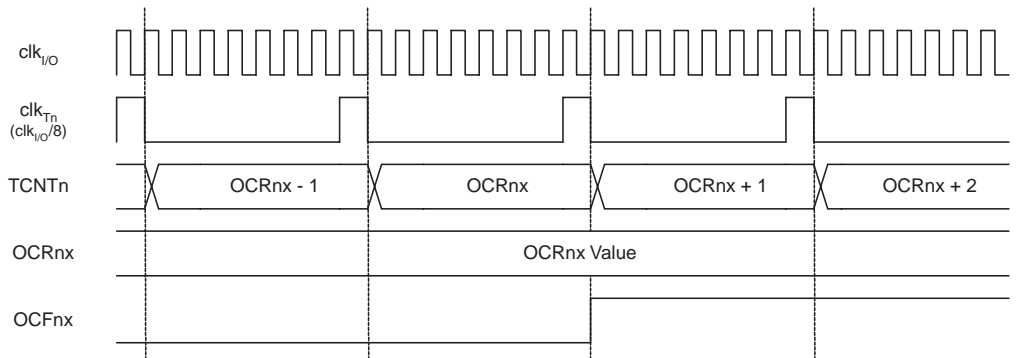 clkI/O
clkTn
(clkI/O/8)
TCNTn OCRnx - 1 OCRnx OCRnx + 1 OCRnx + 2
OCRnx OCRnx Value
OCFnx